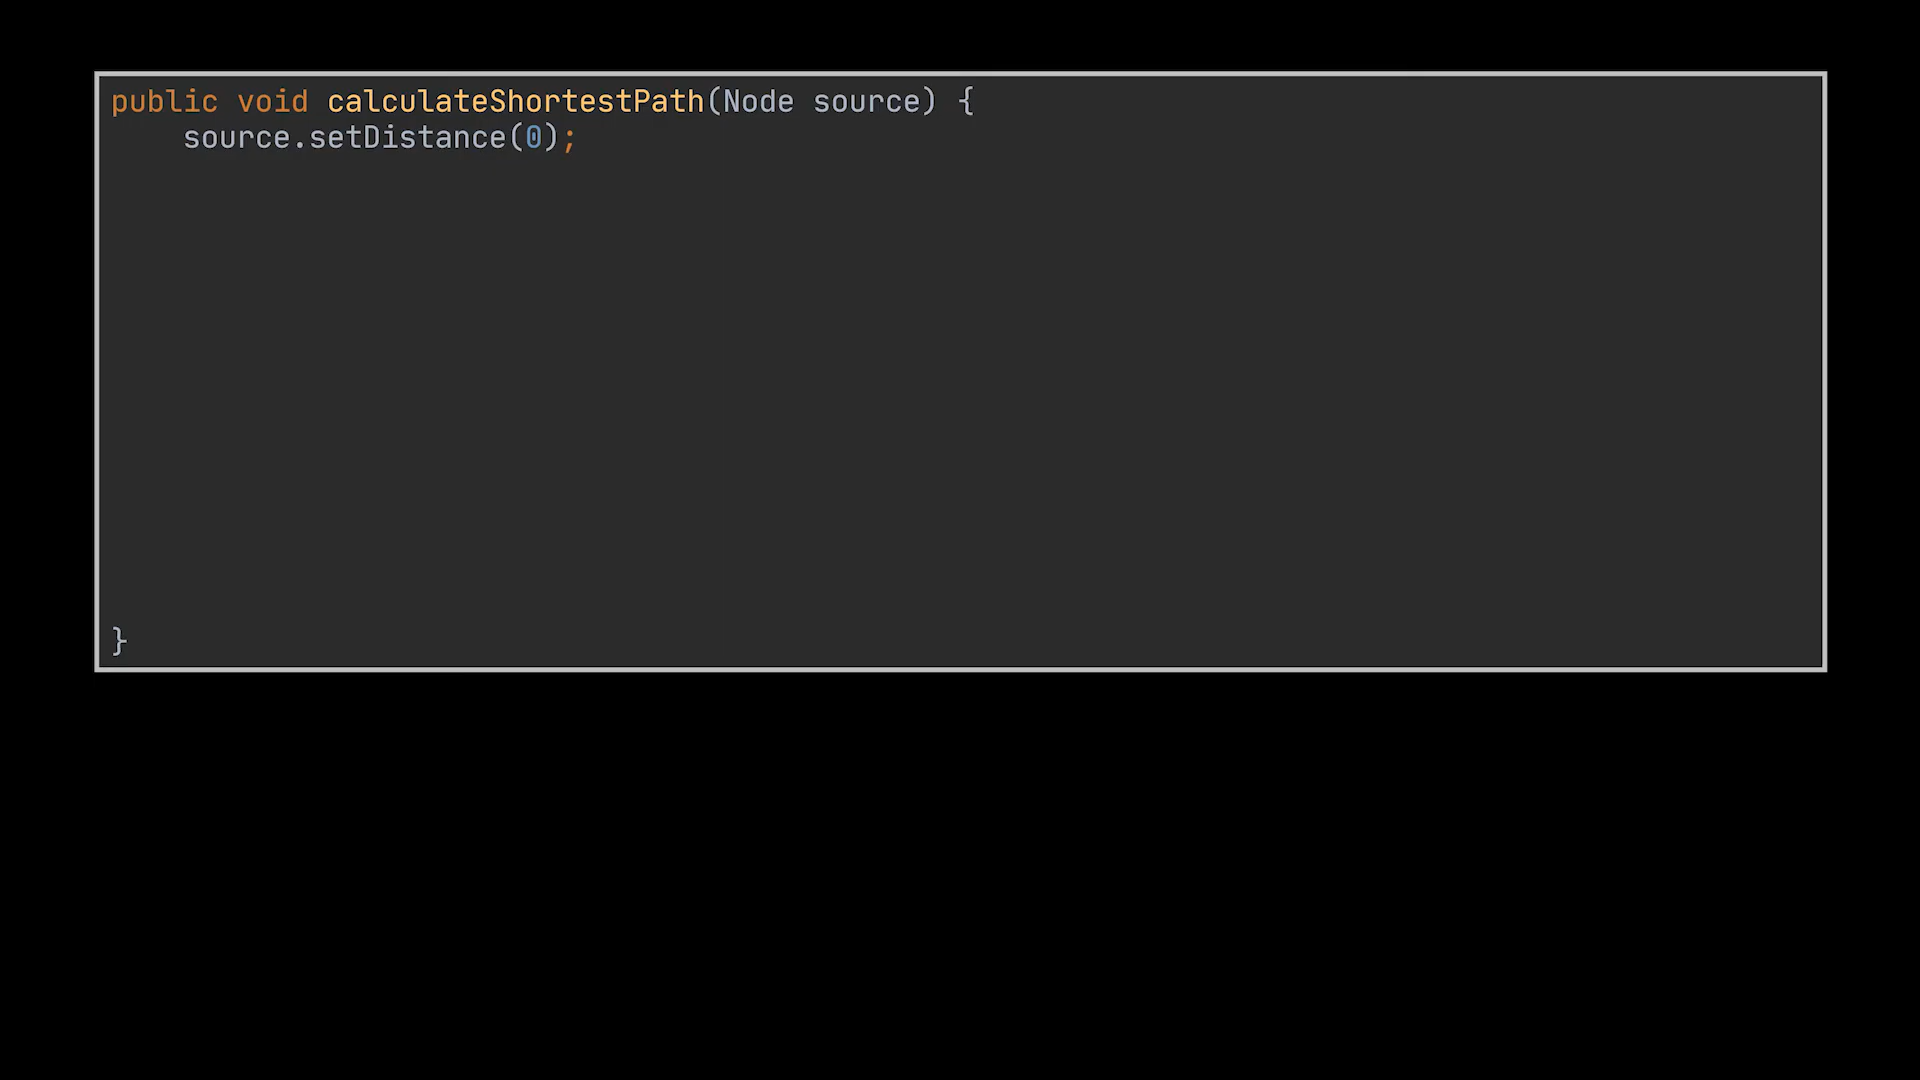 public void calculateShortestPath(Node source) {
    source.setDistance(0);
}